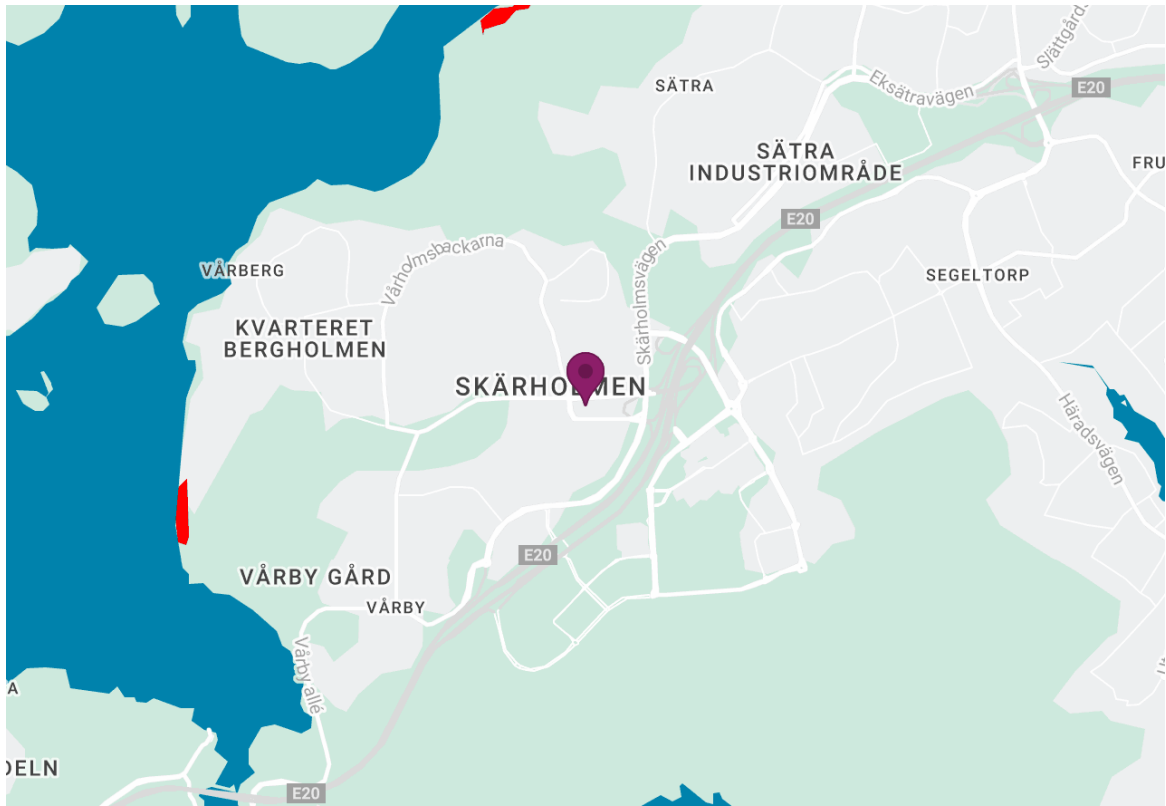 Slättgårds
SÄTRA
Eksätravägen
E20
SÄTRA
INDUSTRIOMRÅDE
FRU
E20
Vårholmsbackarna
Skärholmsvägen
VÅRBERG
SEGELTORP
KVARTERET
BERGHOLMEN
SKÄRHOLMEN
Häradsvägen
E20
VÅRBY GÅRD
VÅRBY
Vårby allé
A
DELN
E20